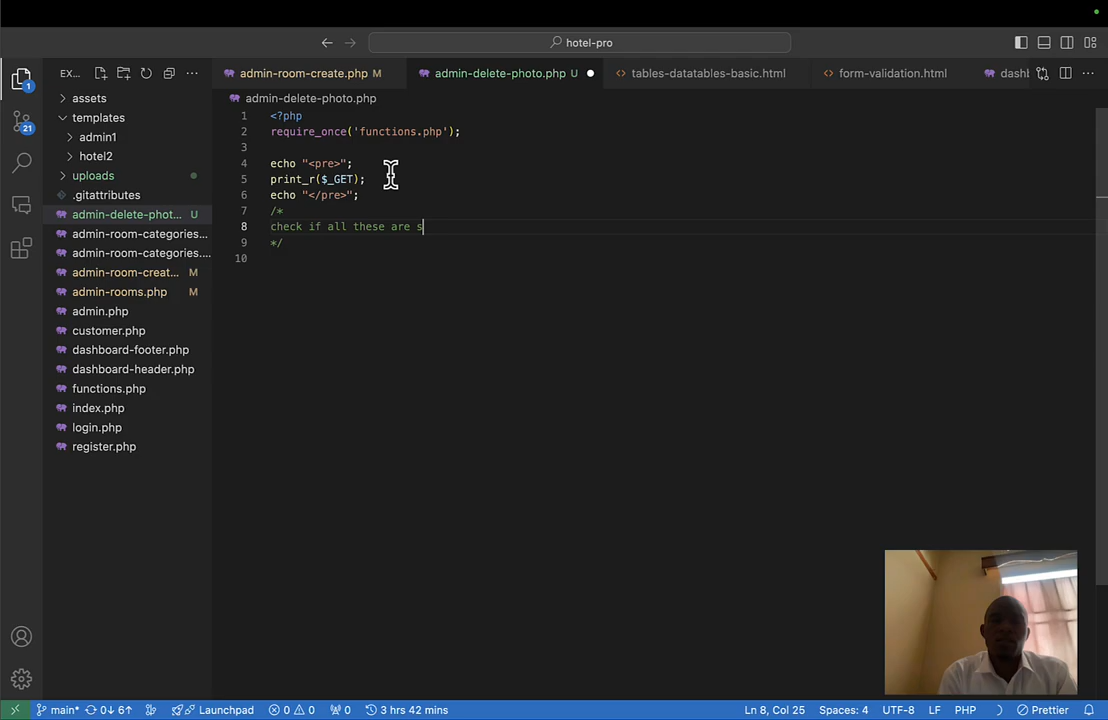 hotel-pro
EX...
admin-room-create.php M
admin-delete-photo.php U
tables-datatables-basic.html
form-validation.html
dashb
assets
templates
admin1
hotel2
uploads
.gitattributes
admin-delete-phot... U
admin-room-categories...
admin-room-categories....
admin-room-creat... M
admin-rooms.php M
admin.php
customer.php
dashboard-footer.php
dashboard-header.php
functions.php
index.php
login.php
register.php
1
21
admin-delete-photo.php
1 <?php
2 require_once('functions.php');
3
4 echo "<pre>";
5 print_r($_GET);
6 echo "</pre>";
7 /*
8 check if all these are s
9 */
10
main* 0↓ 6↑ Launchpad 0 0 0 3 hrs 42 mins Ln 8, Col 25 Spaces: 4 UTF-8 LF PHP Prettier